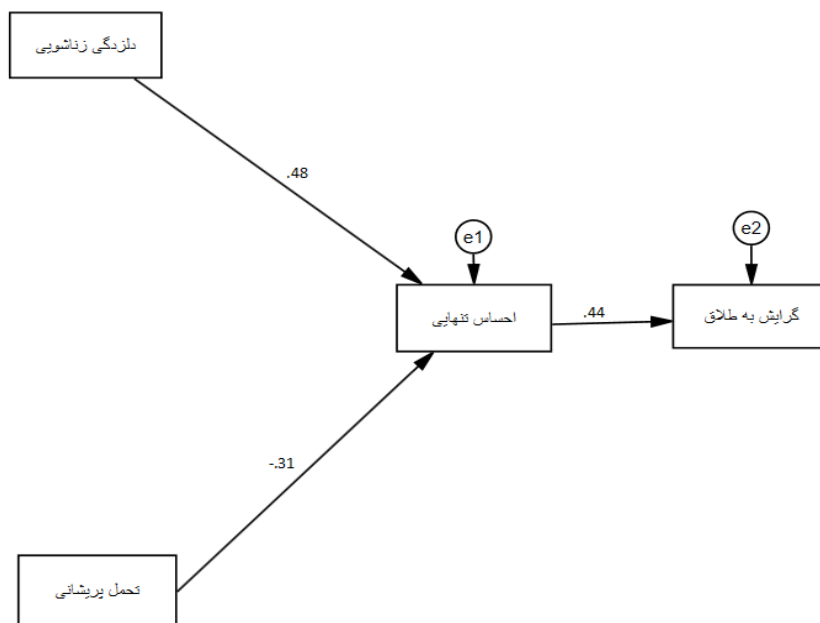 دلزدگی زناشویی
.48
e1
e2
احساس تنهایی
.44
گرایش به طلاق
-.31
تحمل پریشانی